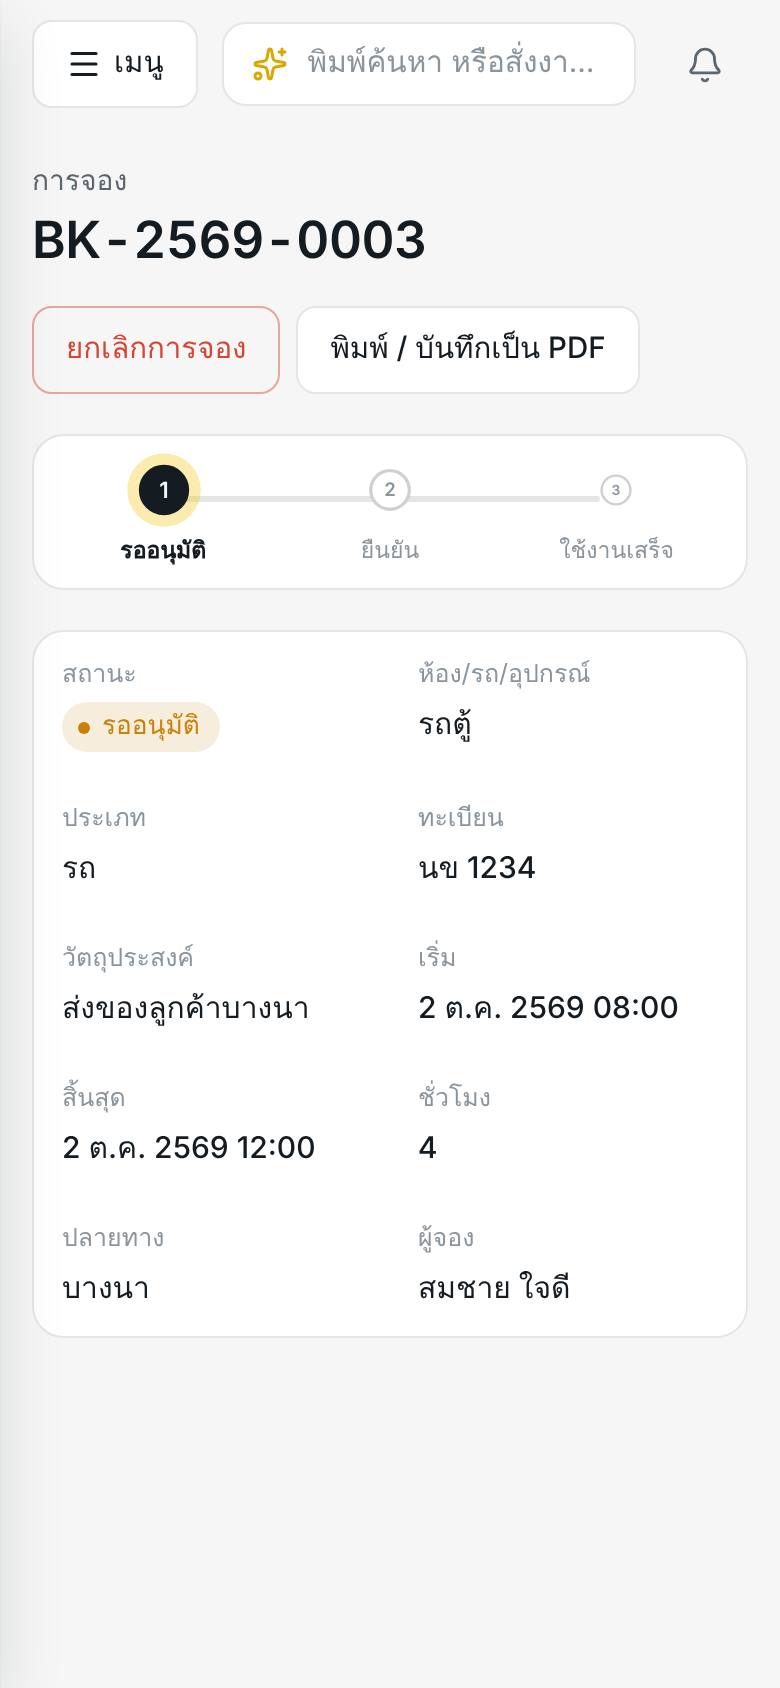 เมนู
พิมพ์ค้นหา หรือสั่งงา...
การจอง
BK-2569-0003
ยกเลิกการจอง
พิมพ์ / บันทึกเป็น PDF
1
2
3
รออนุมัติ
ยืนยัน
ใช้งานเสร็จ
สถานะ
ห้อง/รถ/อุปกรณ์
รออนุมัติ
รถตู้
ประเภท
ทะเบียน
รถ
นข 1234
วัตถุประสงค์
เริ่ม
ส่งของลูกค้าบางนา
2 ต.ค. 2569 08:00
สิ้นสุด
ชั่วโมง
2 ต.ค. 2569 12:00
4
ปลายทาง
ผู้จอง
บางนา
สมชาย ใจดี